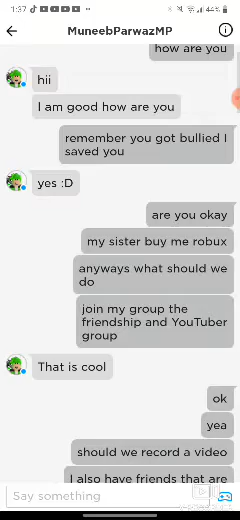 1:37
44%
MuneebParwazMP
how are you
hii
I am good how are you
remember you got bullied I
saved you
yes :D
are you okay
my sister buy me robux
anyways what should we
do
join my group the
friendship and YouTuber
group
That is cool
ok
yea
should we record a video
I also have friends that are
Say something